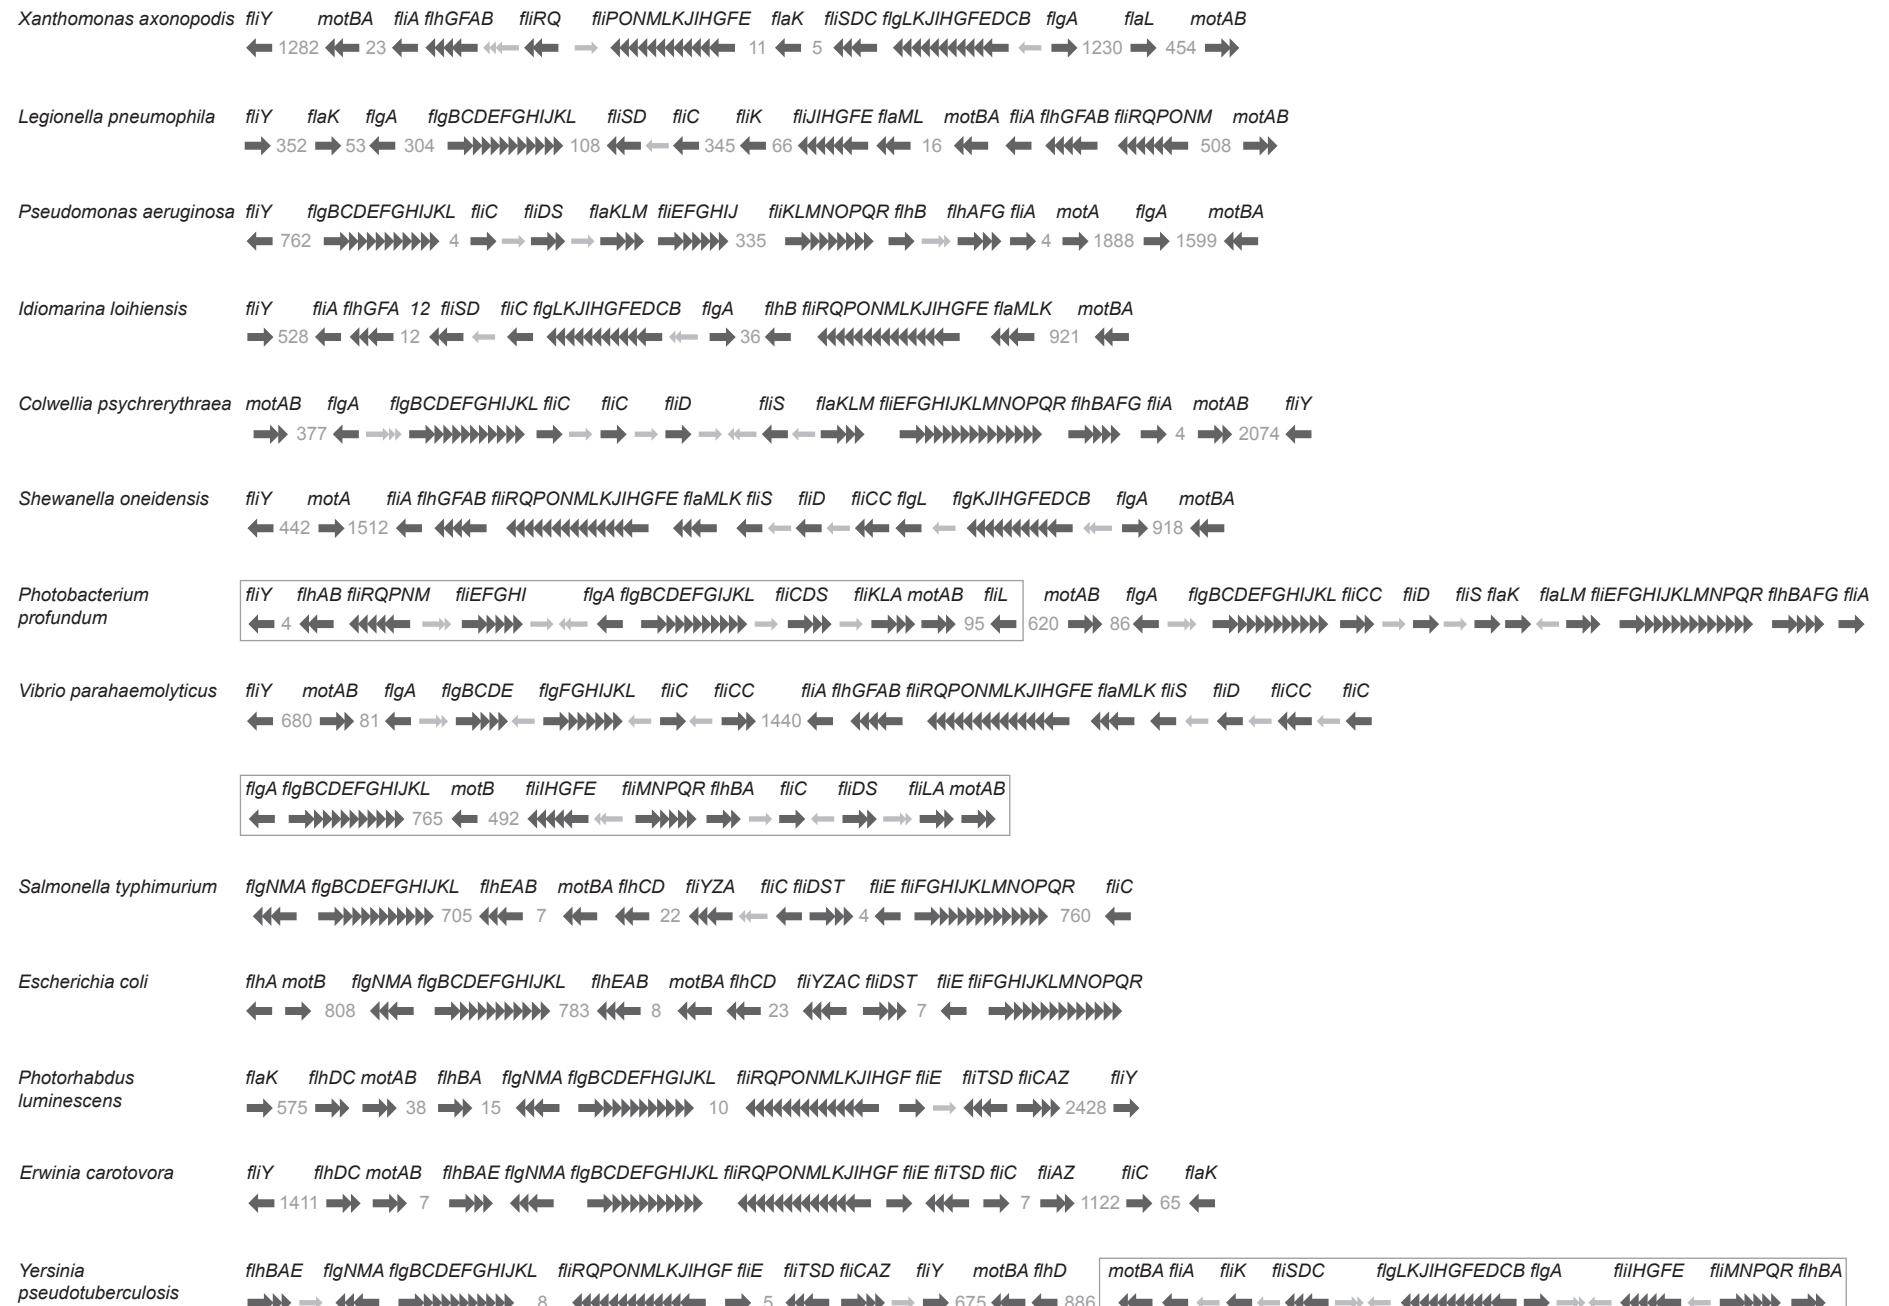 Xanthomonas axonopodis fliY motBA fliA flhGFAB fliRQ fliPONMLKJIHGFE flaK fliSDC flgLKJIHGFEDCB flgA flaL motAB
1282 23 11 5 1230 454
Legionella pneumophila fliY flaK flgA flgBCDEFGHIJKL fliSD fliC fliK fliJIHGFE flaML motBA fliA flhGFAB fliRQPONM motAB
352 53 304 108 345 66 16 508
Pseudomonas aeruginosa fliY flgBCDEFGHIJKL fliC fliDS flaKLM fliEFGHIJ fliKLMNOPQR flhB flhAFG fliA motA flgA motBA
762 4 335 4 1888 1599
Idiomarina loihiensis fliY fliA flhGFA 12 fliSD fliC flgLKJIHGFEDCB flgA flhB fliRQPONMLKJIHGFE flaMLK motBA
528 12 36 921
Colwellia psychrerythraea motAB flgA flgBCDEFGHIJKL fliC fliC fliD fliS flaKLM fliEFGHIJKLMNOPQR flhBAFG fliA motAB fliY
377 4 2074
Shewanella oneidensis fliY motA fliA flhGFAB fliRQPONMLKJIHGFE flaMLK fliS fliD fliCC flgL flgKJIHGFEDCB flgA motBA
442 1512 918
Photobacterium fliY flhAB fliRQPNM fliEFGHI flgA flgBCDEFGIJKL fliCDS fliKLA motAB fliL motAB flgA flgBCDEFGHIJKL fliCC fliD fliS flaK flaLM fliEFGHIJKLMNPQR flhBAFG fliA
profundum 4 95 620 86
Vibrio parahaemolyticus fliY motAB flgA flgBCDE flgFGHIJKL fliC fliCC fliA flhGFAB fliRQPONMLKJIHGFE flaMLK fliS fliD fliCC fliC
680 81 1440
flgA flgBCDEFGHIJKL motB fliIHGFE fliMNPQR flhBA fliC fliDS fliLA motAB
765 492
Salmonella typhimurium flgNMA flgBCDEFGHIJKL flhEAB motBA flhCD fliYZA fliC fliDST fliE fliFGHIJKLMNOPQR fliC
705 7 22 4 760
Escherichia coli flhA motB flgNMA flgBCDEFGHIJKL flhEAB motBA flhCD fliYZAC fliDST fliE fliFGHIJKLMNOPQR
808 783 8 23 7
Photorhabdus flaK flhDC motAB flhBA flgNMA flgBCDEFHGIJKL fliRQPONMLKJIHGF fliE fliTSD fliCAZ fliY
luminescens 575 38 15 10 2428
Erwinia carotovora fliY flhDC motAB flhBAE flgNMA flgBCDEFGHIJKL fliRQPONMLKJIHGF fliE fliTSD fliC fliAZ fliC flaK
1411 7 7 1122 65
Yersinia flhBAE flgNMA flgBCDEFGHIJKL fliRQPONMLKJIHGF fliE fliTSD fliCAZ fliY motBA flhD motBA fliA fliK fliSDC flgLKJIHGFEDCB flgA fliIHGFE fliMNPQR flhBA
pseudotuberculosis 8 5 675 886